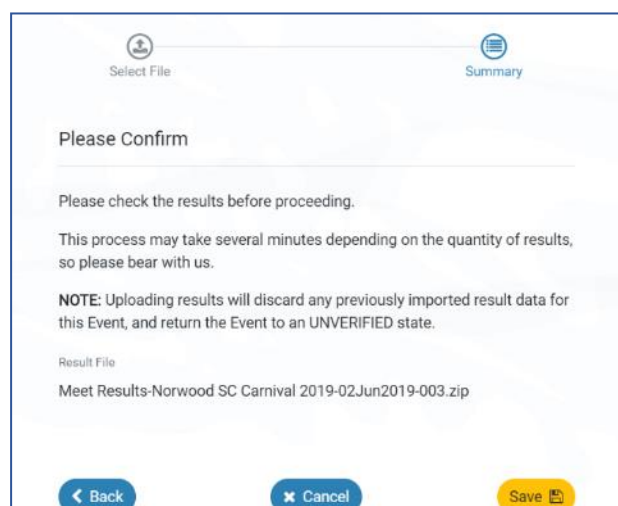 Select File
Summary
Please Confirm
Please check the results before proceeding.
This process may take several minutes depending on the quantity of results,
so please bear with us.
NOTE: Uploading results will discard any previously imported result data for
this Event, and return the Event to an UNVERIFIED state.
Result File
Meet Results-Norwood SC Carnival 2019-02Jun2019-003.zip
Back
Cancel
Save